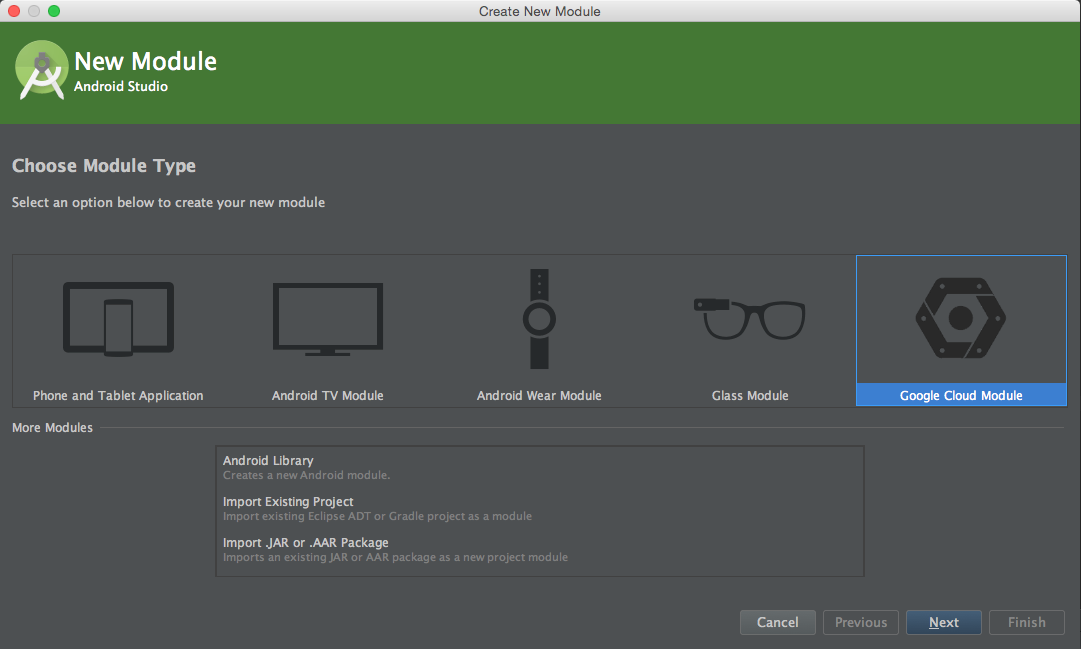 Create New Module
New Module
Android Studio
Choose Module Type
Select an option below to create your new module
Phone and Tablet Application
Android TV Module
Android Wear Module
Glass Module
Google Cloud Module
More Modules
Android Library
Creates a new Android module.
Import Existing Project
Import existing Eclipse ADT or Gradle project as a module
Import .JAR or .AAR Package
Imports an existing JAR or AAR package as a new project module
Cancel
Previous
Next
Finish